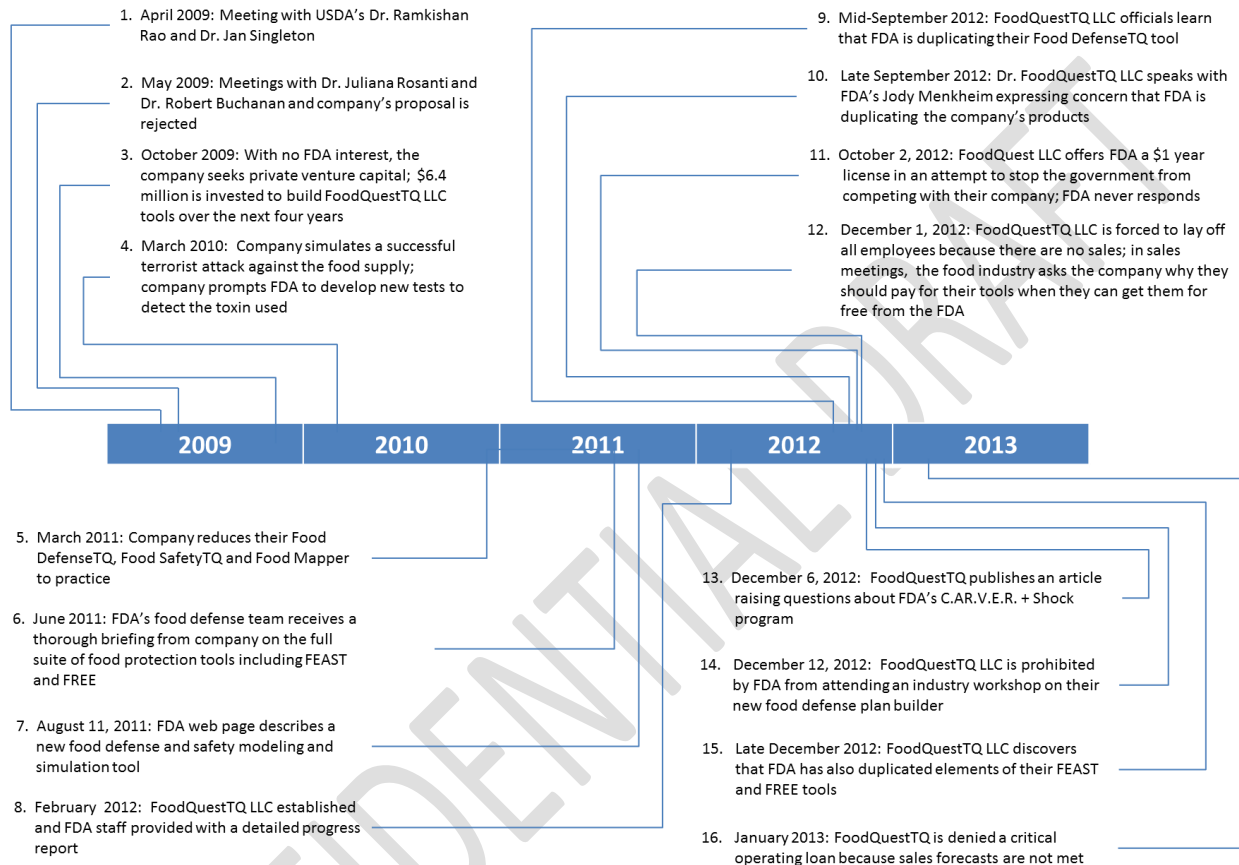 1. April 2009: Meeting with USDA's Dr. Ramkishan
Rao and Dr. Jan Singleton
2. May 2009: Meetings with Dr. Juliana Rosanti and
Dr. Robert Buchanan and company's proposal is
rejected
3. October 2009: With no FDA interest, the
company seeks private venture capital; $6.4
million is invested to build FoodQuestTQ LLC
tools over the next four years
4. March 2010: Company simulates a successful
terrorist attack against the food supply;
company prompts FDA to develop new tests to
detect the toxin used
9. Mid-September 2012: FoodQuestTQ LLC officials learn
that FDA is duplicating their Food DefenseTQ tool
10. Late September 2012: Dr. FoodQuestTQ LLC speaks with
FDA's Jody Menkheim expressing concern that FDA is
duplicating the company's products
11. October 2, 2012: FoodQuest LLC offers FDA a $1 year
license in an attempt to stop the government from
competing with their company; FDA never responds
12. December 1, 2012: FoodQuestTQ LLC is forced to lay off
all employees because there are no sales; in sales
meetings, the food industry asks the company why they
should pay for their tools when they can get them for
free from the FDA
2009 2010 2011 2012 2013
5. March 2011: Company reduces their Food
DefenseTQ, Food SafetyTQ and Food Mapper
to practice
6. June 2011: FDA's food defense team receives a
thorough briefing from company on the full
suite of food protection tools including FEAST
and FREE
7. August 11, 2011: FDA web page describes a
new food defense and safety modeling and
simulation tool
8. February 2012: FoodQuestTQ LLC established
and FDA staff provided with a detailed progress
report
13. December 6, 2012: FoodQuestTQ publishes an article
raising questions about FDA's C.AR.V.E.R. + Shock
program
14. December 12, 2012: FoodQuestTQ LLC is prohibited
by FDA from attending an industry workshop on their
new food defense plan builder
15. Late December 2012: FoodQuestTQ LLC discovers
that FDA has also duplicated elements of their FEAST
and FREE tools
16. January 2013: FoodQuestTQ is denied a critical
operating loan because sales forecasts are not met
IDENTIAL DRAFT